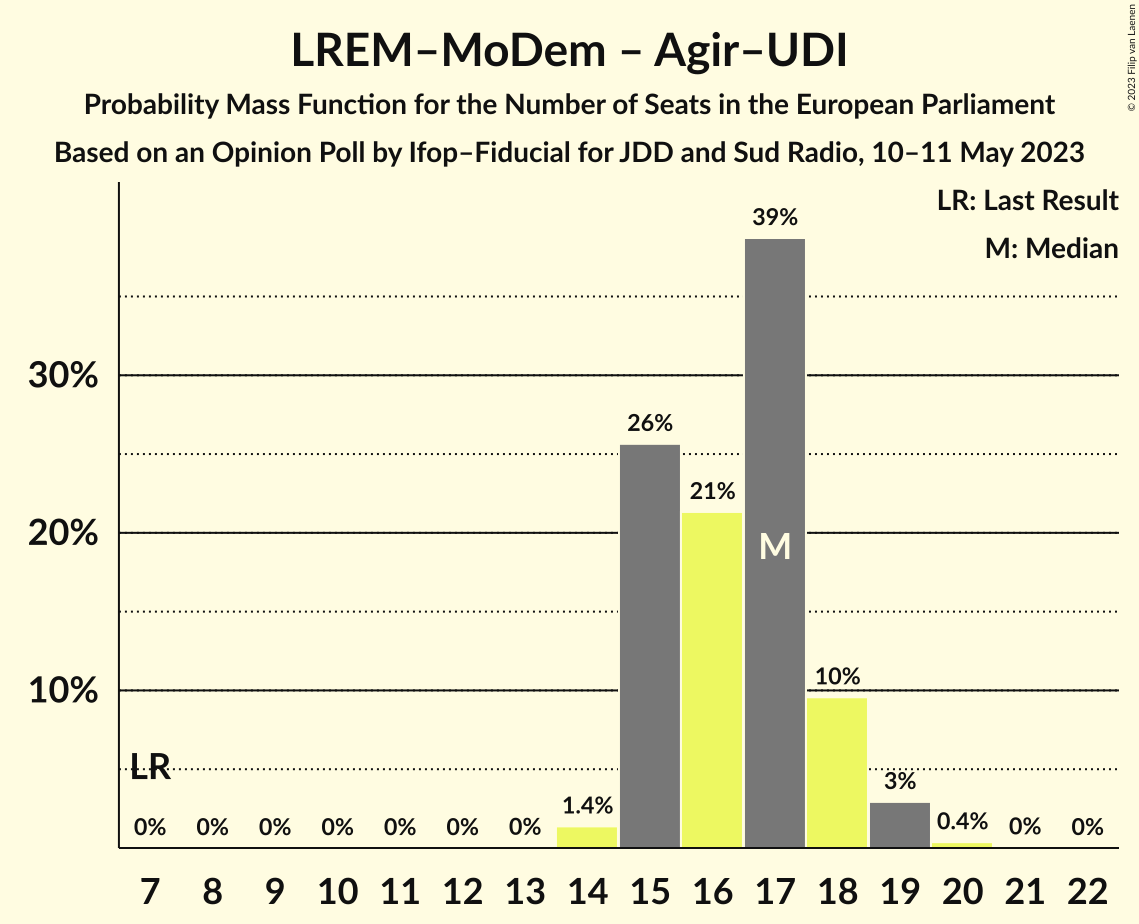 LREM–MoDem – Agir–UDI
Probability Mass Function for the Number of Seats in the European Parliament
Based on an Opinion Poll by Ifop–Fiducial for JDD and Sud Radio, 10–11 May 2023
© 2023 Filip van Laenen
LR: Last Result
M: Median
39%
30%
26%
21%
20%
M
10%
10%
LR
3%
1.4%
0.4%
0% 0% 0% 0% 0% 0% 0% 0% 0%
7 8 9 10 11 12 13 14 15 16 17 18 19 20 21 22